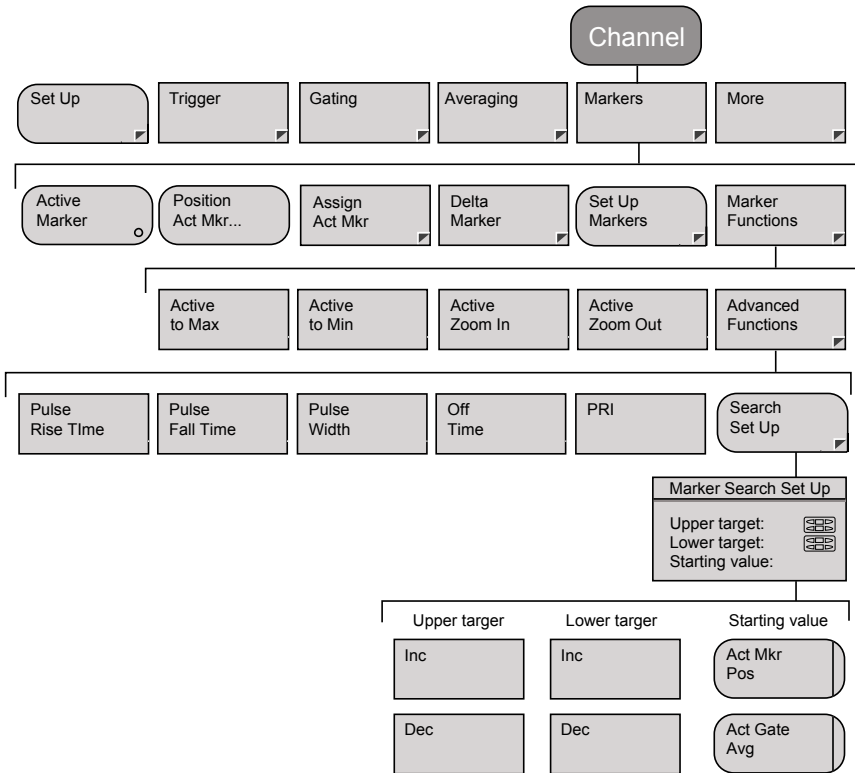 Channel
Set Up
Trigger
Gating
Averaging
Markers
More
Active
Marker
Position
Act Mkr...
Assign
Act Mkr
Delta
Marker
Set Up
Markers
Marker
Functions
Active
to Max
Active
to Min
Active
Zoom In
Active
Zoom Out
Advanced
Functions
Pulse
Rise TIme
Pulse
Fall Time
Pulse
Width
Off
Time
PRI
Search
Set Up
Marker Search Set Up
Upper target:
Lower target:
Starting value:
Upper targer
Lower targer
Starting value
Inc
Inc
Act Mkr
Pos
Dec
Dec
Act Gate
Avg